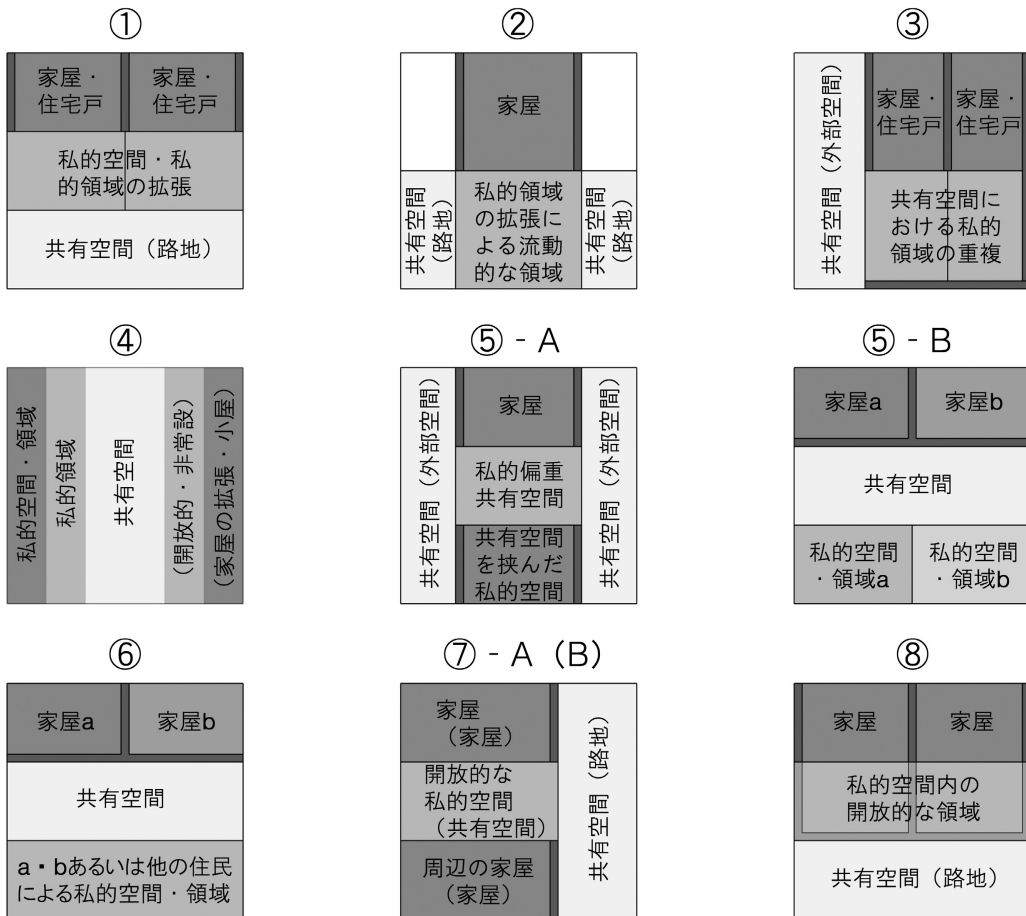 ①
家屋・
住宅戸
家屋・
住宅戸
私的空間・私
的領域の拡張
共有空間（路地）
②
家屋
共有空間
（路地）
私的領域
の拡張に
よる流動
的な領域
共有空間
（路地）
③
共有空間（外部空間）
家屋・
住宅戸
家屋・
住宅戸
共有空間に
おける私的
領域の重複
④
私的空間・領域
私的領域
共有空間
（開放的・非常設）
（家屋の拡張・小屋）
⑤ - A
共有空間（外部空間）
家屋
私的偏重
共有空間
共有空間
を挟んだ
私的空間
共有空間（外部空間）
⑤ - B
家屋a
家屋b
共有空間
私的空間
・領域a
私的空間
・領域b
⑥
家屋a
家屋b
共有空間
a・bあるいは他の住民
による私的空間・領域
⑦ - A（B）
家屋
（家屋）
開放的な
私的空間
（共有空間）
周辺の家屋
（家屋）
共有空間（路地）
⑧
家屋
家屋
私的空間内の
開放的な領域
共有空間（路地）